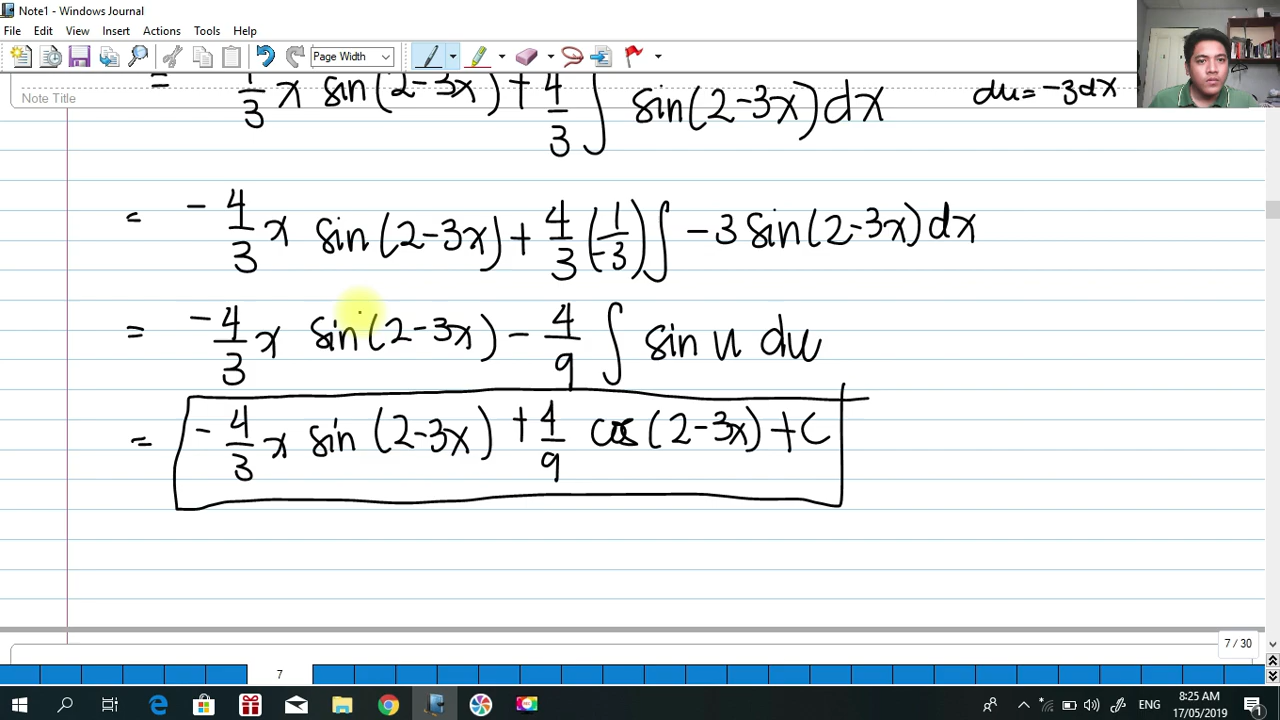 Note1 - Windows Journal
File Edit View Insert Actions Tools Help
Page Width
Note Title
= 1/3 x sin(2-3x) + 4/3 ∫ sin(2-3x)dx
du = -3dx
= -4/3 x sin(2-3x) + 4/3 (1/-3) ∫ -3 sin(2-3x)dx
= -4/3 x sin(2-3x) - 4/9 ∫ sin u du
= -4/3 x sin(2-3x) + 4/9 cos(2-3x) + C
7 / 30
7
ENG
8:25 AM
17/05/2019